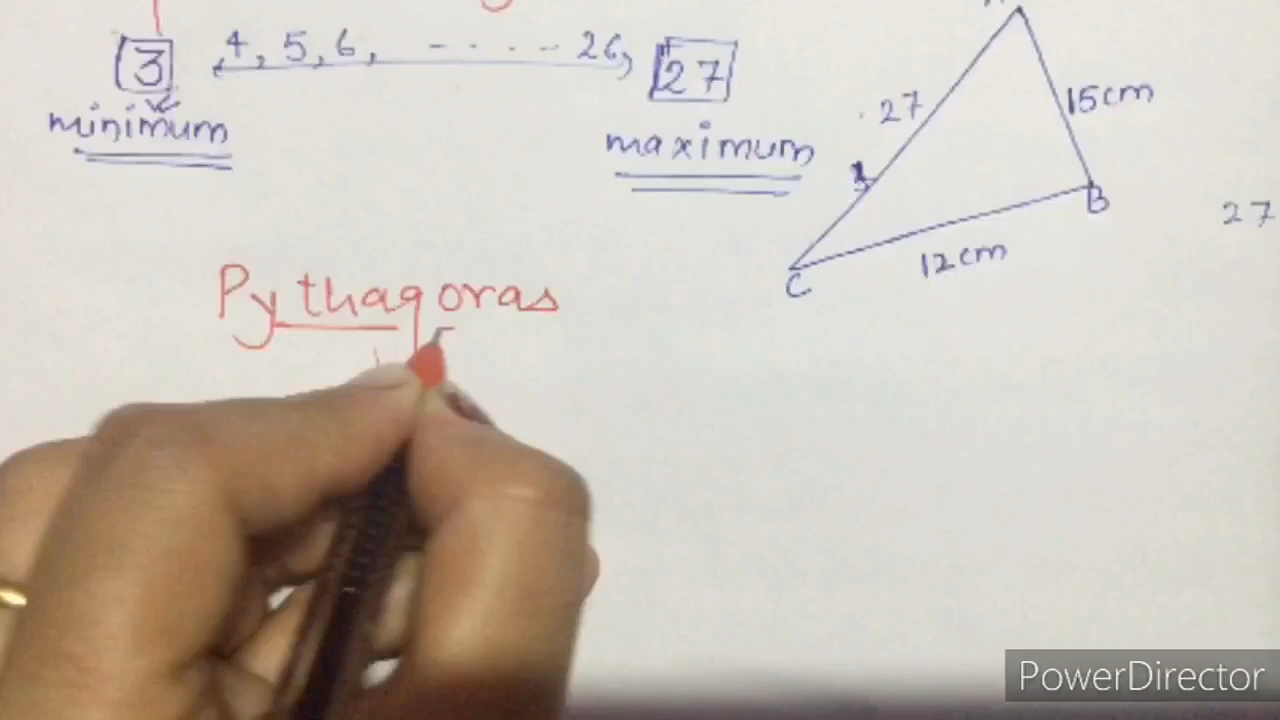 3 , 4, 5, 6, - - - - - 26, 27
minimum
maximum
27
15cm
B
12cm
C
27
Pythagoras
PowerDirector